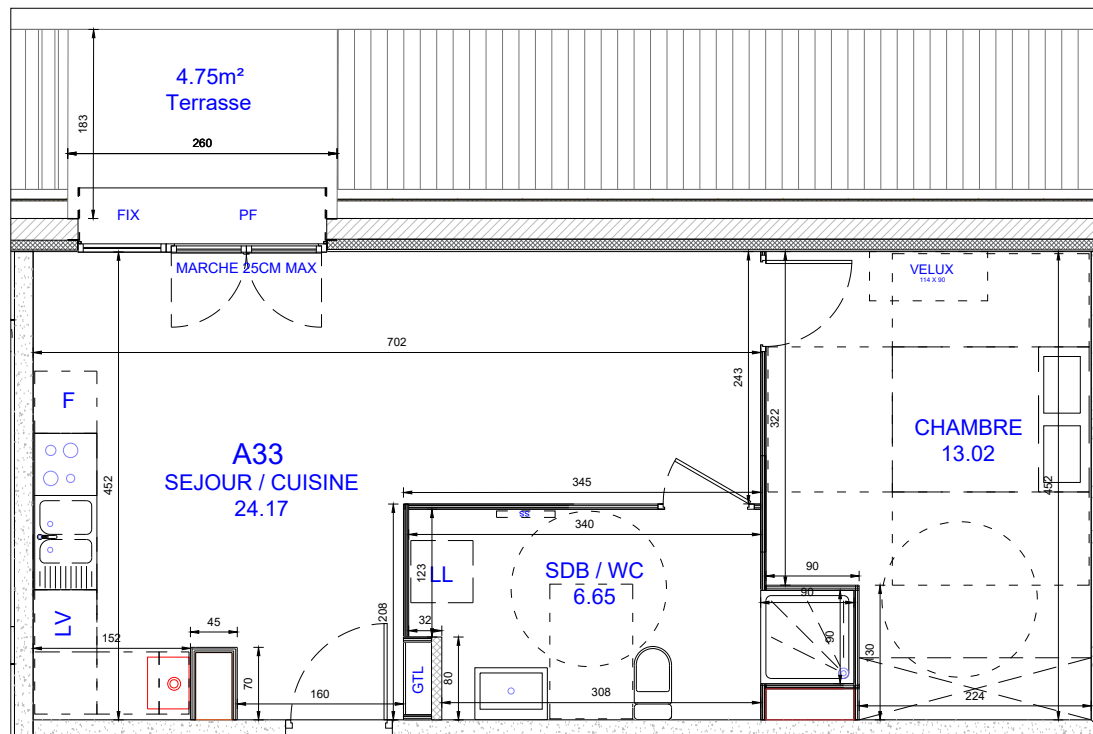 4.75m²
Terrasse
183
260
FIX
PF
MARCHE 25CM MAX
VELUX
114 X 90
702
243
322
F
452
A33
SEJOUR / CUISINE
24.17
CHAMBRE
13.02
452
345
340
SDB / WC
6.65
LL
123
90
90
90
LV
152
45
32
208
130
70
160
GTL
80
308
224